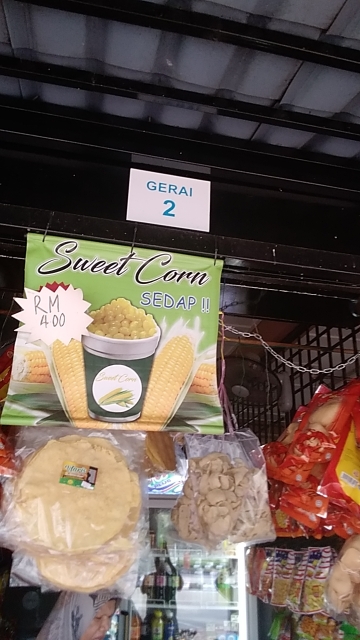 GERAI
2
Sweet Corn
SEDAP !!
RM
4.00
Sweet Corn